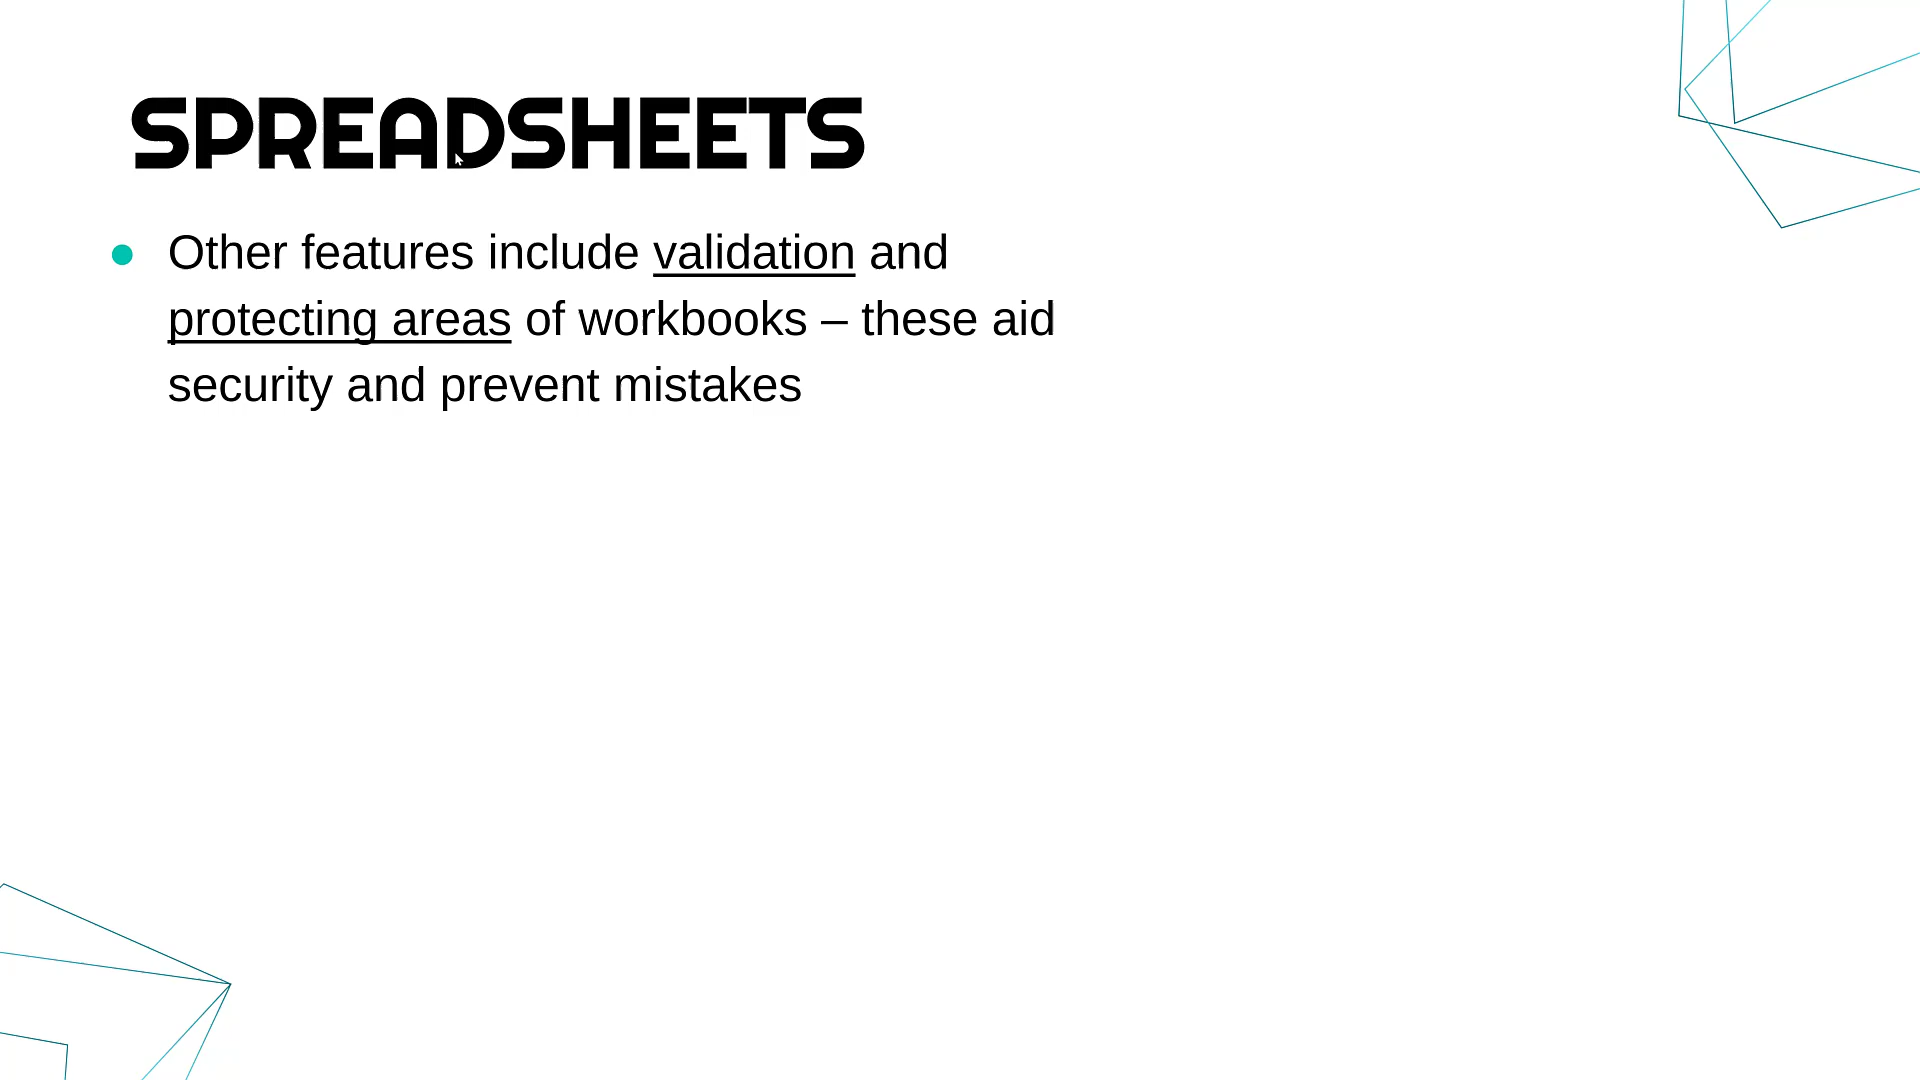 SPREADSHEETS
Other features include validation and
protecting areas of workbooks – these aid
security and prevent mistakes